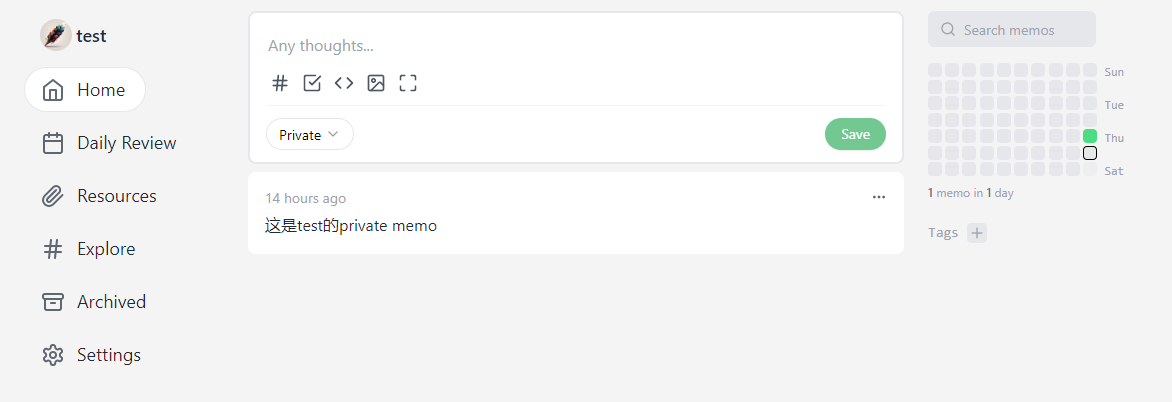 test
Home
Daily Review
Resources
Explore
Archived
Settings
Any thoughts...
Private
Save
14 hours ago
这是test的private memo
Search memos
Sun
Tue
Thu
Sat
1 memo in 1 day
Tags